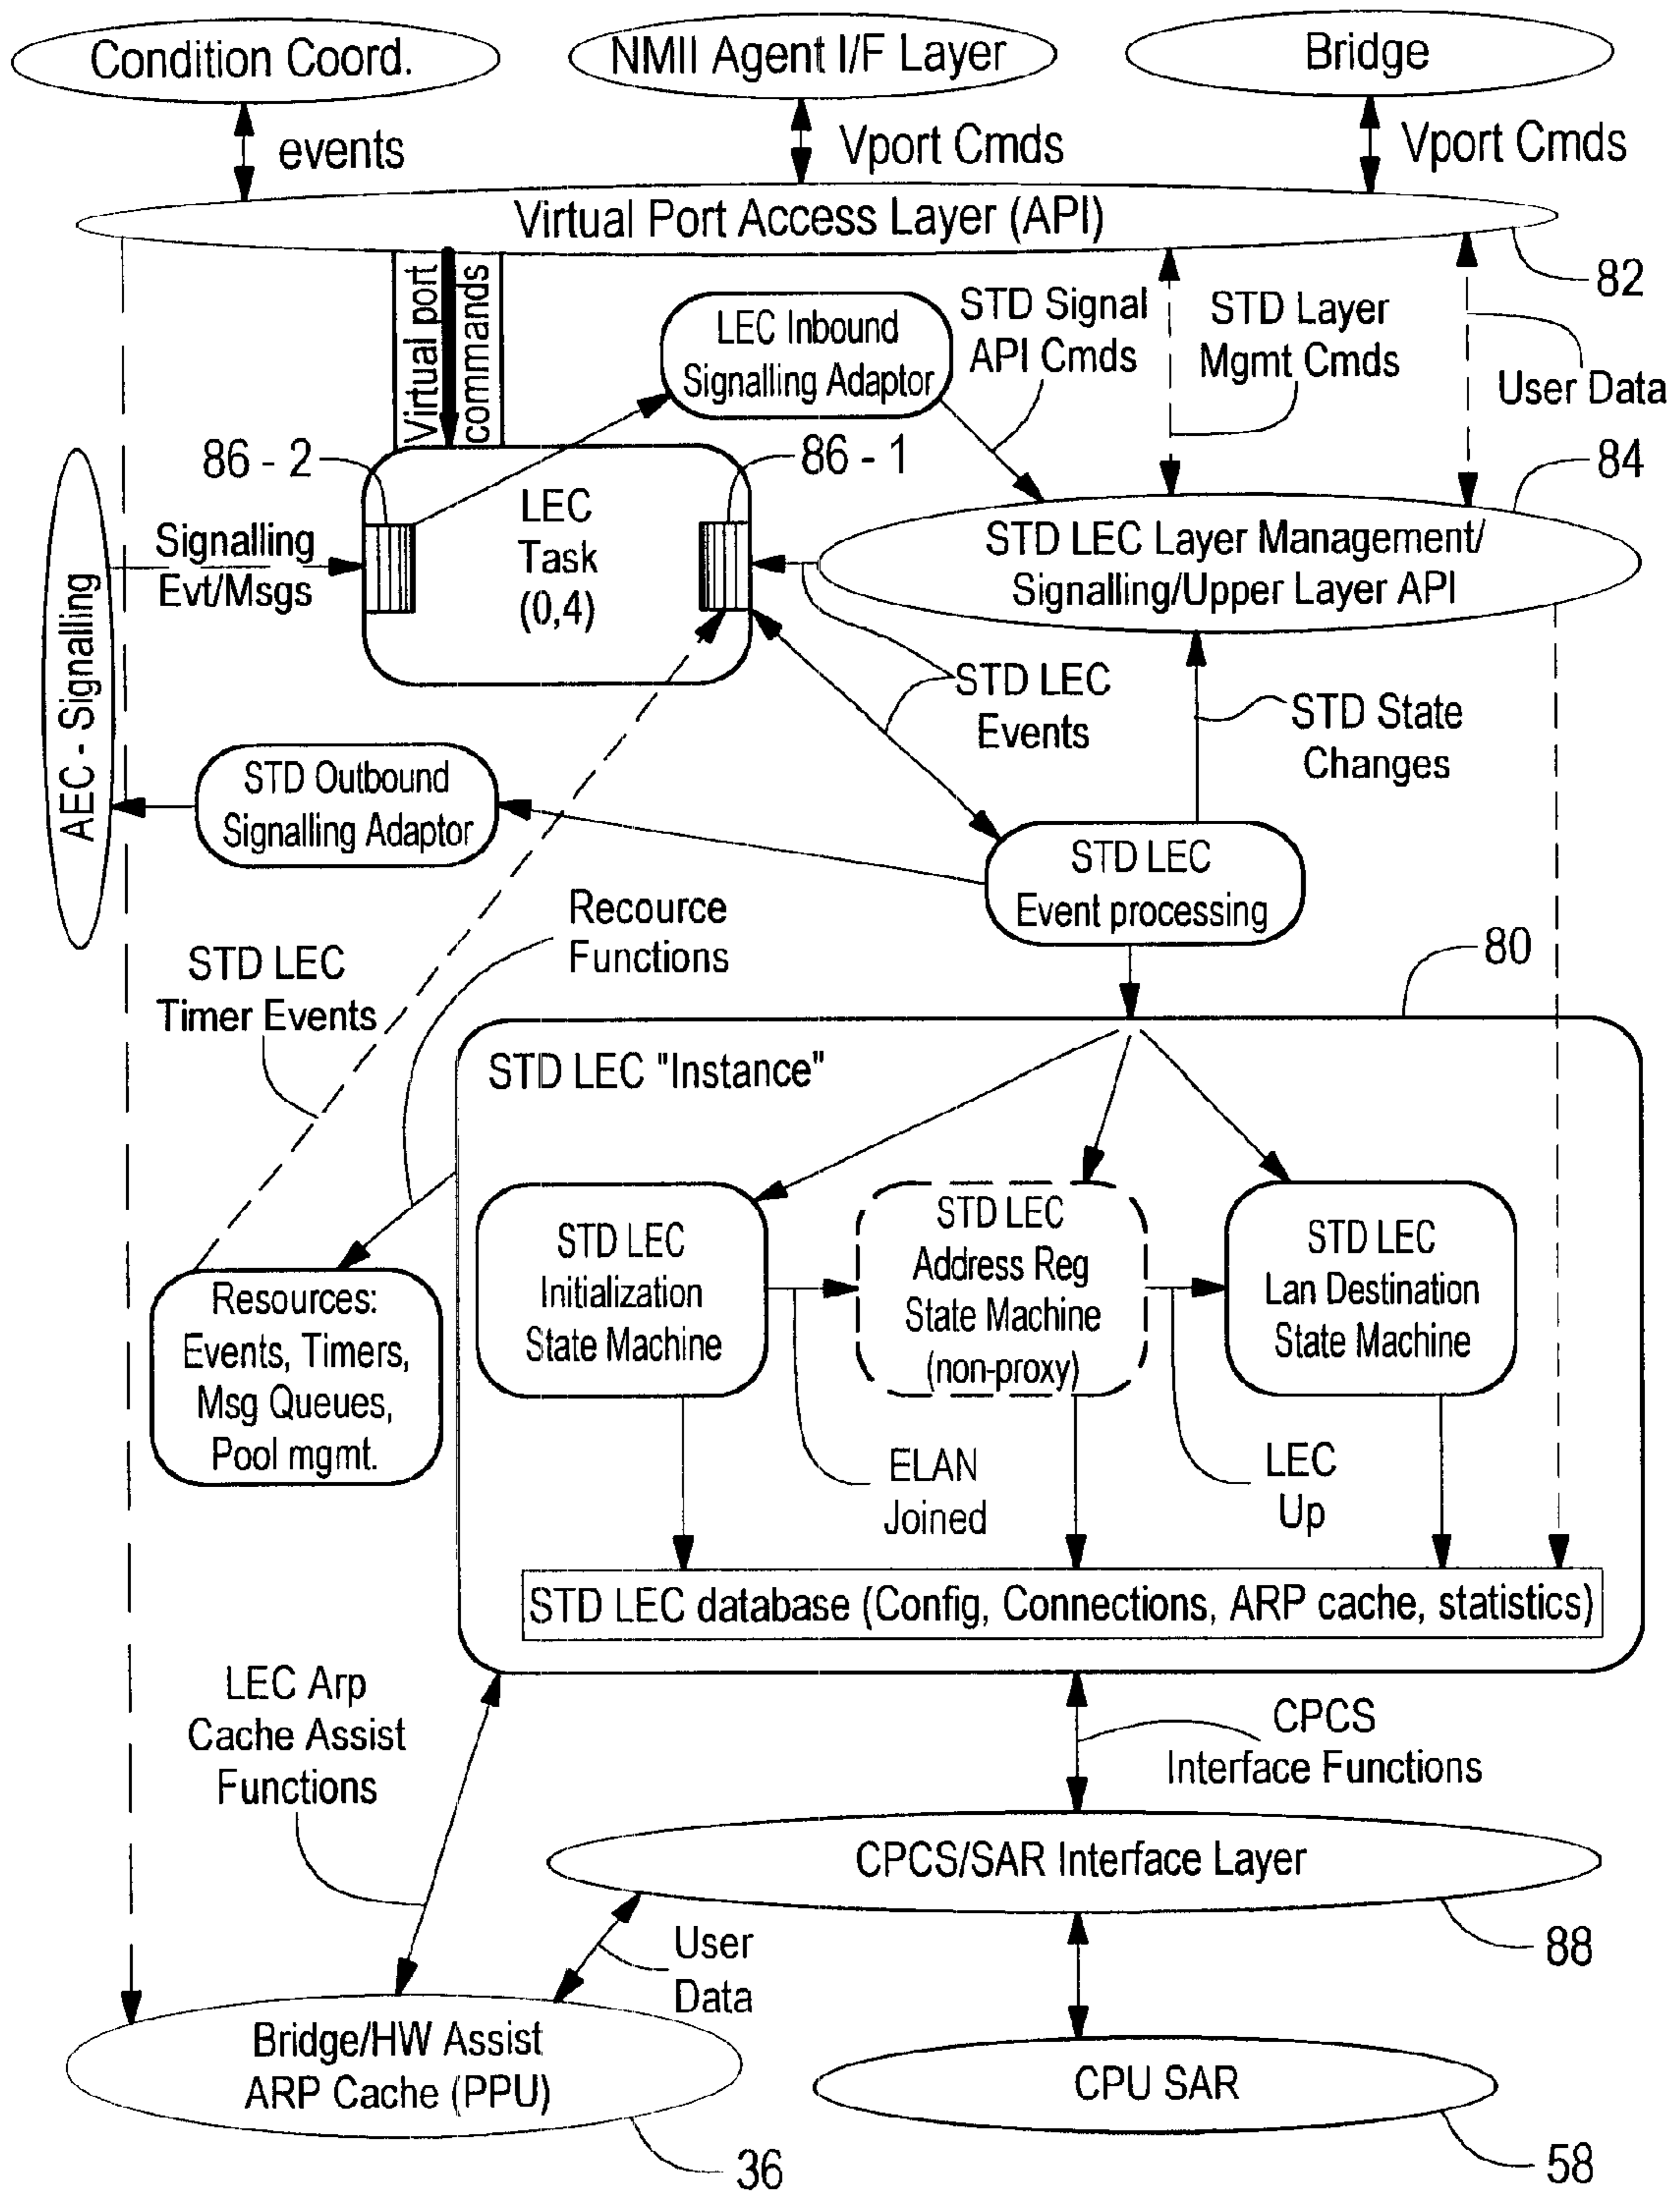 Condition Coord.
NMII Agent I/F Layer
Bridge
events
Vport Cmds
Vport Cmds
Virtual Port Access Layer (API)
82
Virtual port
commands
LEC Inbound
Signalling Adaptor
STD Signal
API Cmds
STD Layer
Mgmt Cmds
User Data
86 - 2
86 - 1
84
AEC - Signalling
Signalling
Evt/Msgs
LEC
Task
(0,4)
STD LEC Layer Management/
Signalling/Upper Layer API
STD LEC
Events
STD State
Changes
STD Outbound
Signalling Adaptor
STD LEC
Event processing
Recource
Functions
STD LEC
Timer Events
80
STD LEC "Instance"
STD LEC
Initialization
State Machine
STD LEC
Address Reg
State Machine
(non-proxy)
STD LEC
Lan Destination
State Machine
Resources:
Events, Timers,
Msg Queues,
Pool mgmt.
ELAN
Joined
LEC
Up
STD LEC database (Config, Connections, ARP cache, statistics)
LEC Arp
Cache Assist
Functions
CPCS
Interface Functions
CPCS/SAR Interface Layer
88
User
Data
Bridge/HW Assist
ARP Cache (PPU)
36
CPU SAR
58